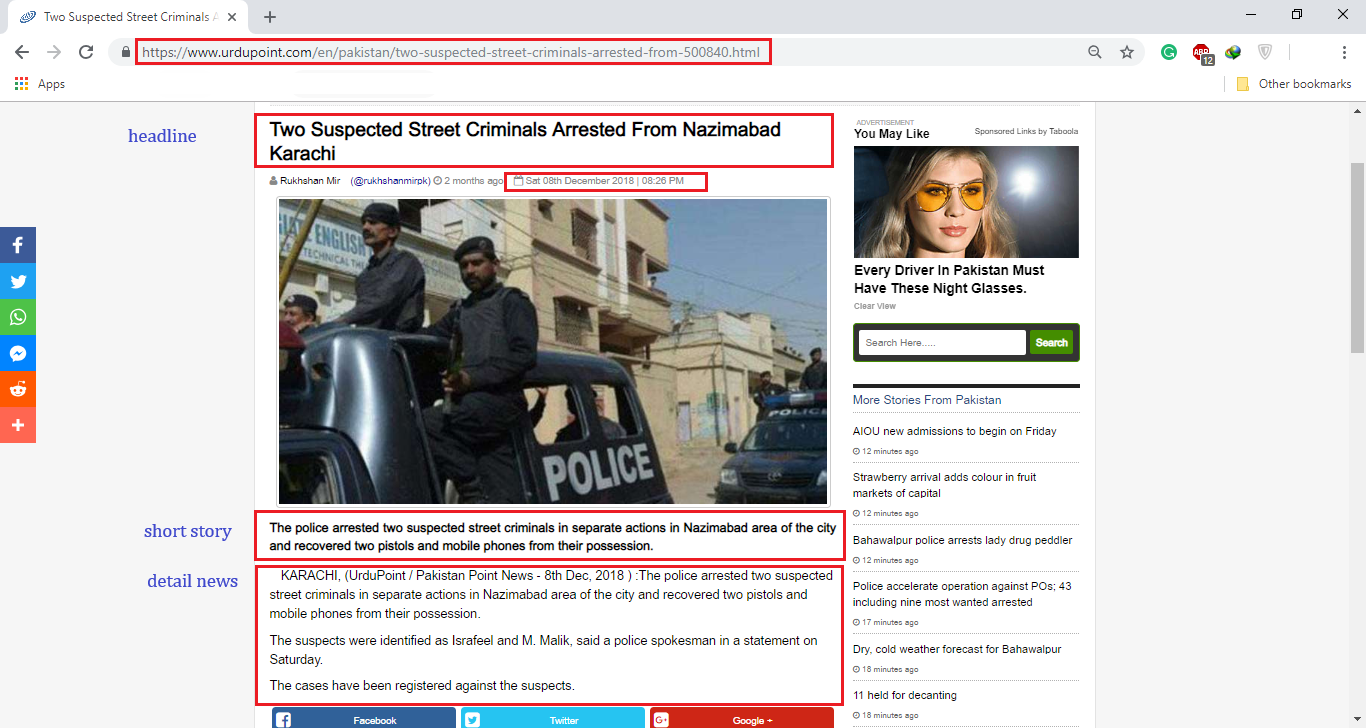 Two Suspected Street Criminals A
https://www.urdupoint.com/en/pakistan/two-suspected-street-criminals-arrested-from-500840.html
ABP
12
Apps
Other bookmarks
headline
Two Suspected Street Criminals Arrested From Nazimabad
Karachi
Rukhshan Mir (@rukhshanmirpk) 2 months ago Sat 08th December 2018 | 08:26 PM
ATE ENGLISH
TECHNICAL
POLICE
POLICE
short story
The police arrested two suspected street criminals in separate actions in Nazimabad area of the city
and recovered two pistols and mobile phones from their possession.
detail news
KARACHI, (UrduPoint / Pakistan Point News - 8th Dec, 2018 ) :The police arrested two suspected
street criminals in separate actions in Nazimabad area of the city and recovered two pistols and
mobile phones from their possession.
The suspects were identified as Israfeel and M. Malik, said a police spokesman in a statement on
Saturday.
The cases have been registered against the suspects.
Facebook
Twitter
G+ Google +
ADVERTISEMENT
You May Like
Sponsored Links by Taboola
Every Driver In Pakistan Must
Have These Night Glasses.
Clear View
Search Here.....
Search
More Stories From Pakistan
AIOU new admissions to begin on Friday
12 minutes ago
Strawberry arrival adds colour in fruit
markets of capital
12 minutes ago
Bahawalpur police arrests lady drug peddler
12 minutes ago
Police accelerate operation against POs; 43
including nine most wanted arrested
17 minutes ago
Dry, cold weather forecast for Bahawalpur
18 minutes ago
11 held for decanting
18 minutes ago